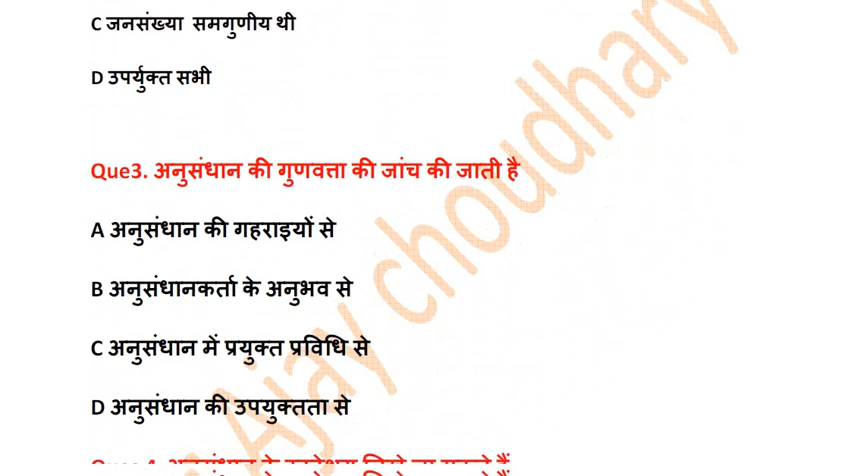 C जनसंख्या समगुणीय थी
D उपर्युक्त सभी
Que3. अनुसंधान की गुणवत्ता की जांच की जाती है
A अनुसंधान की गहराइयों से
B अनुसंधानकर्ता के अनुभव से
C अनुसंधान में प्रयुक्त प्रविधि से
D अनुसंधान की उपयुक्तता से
Ajay choudhary